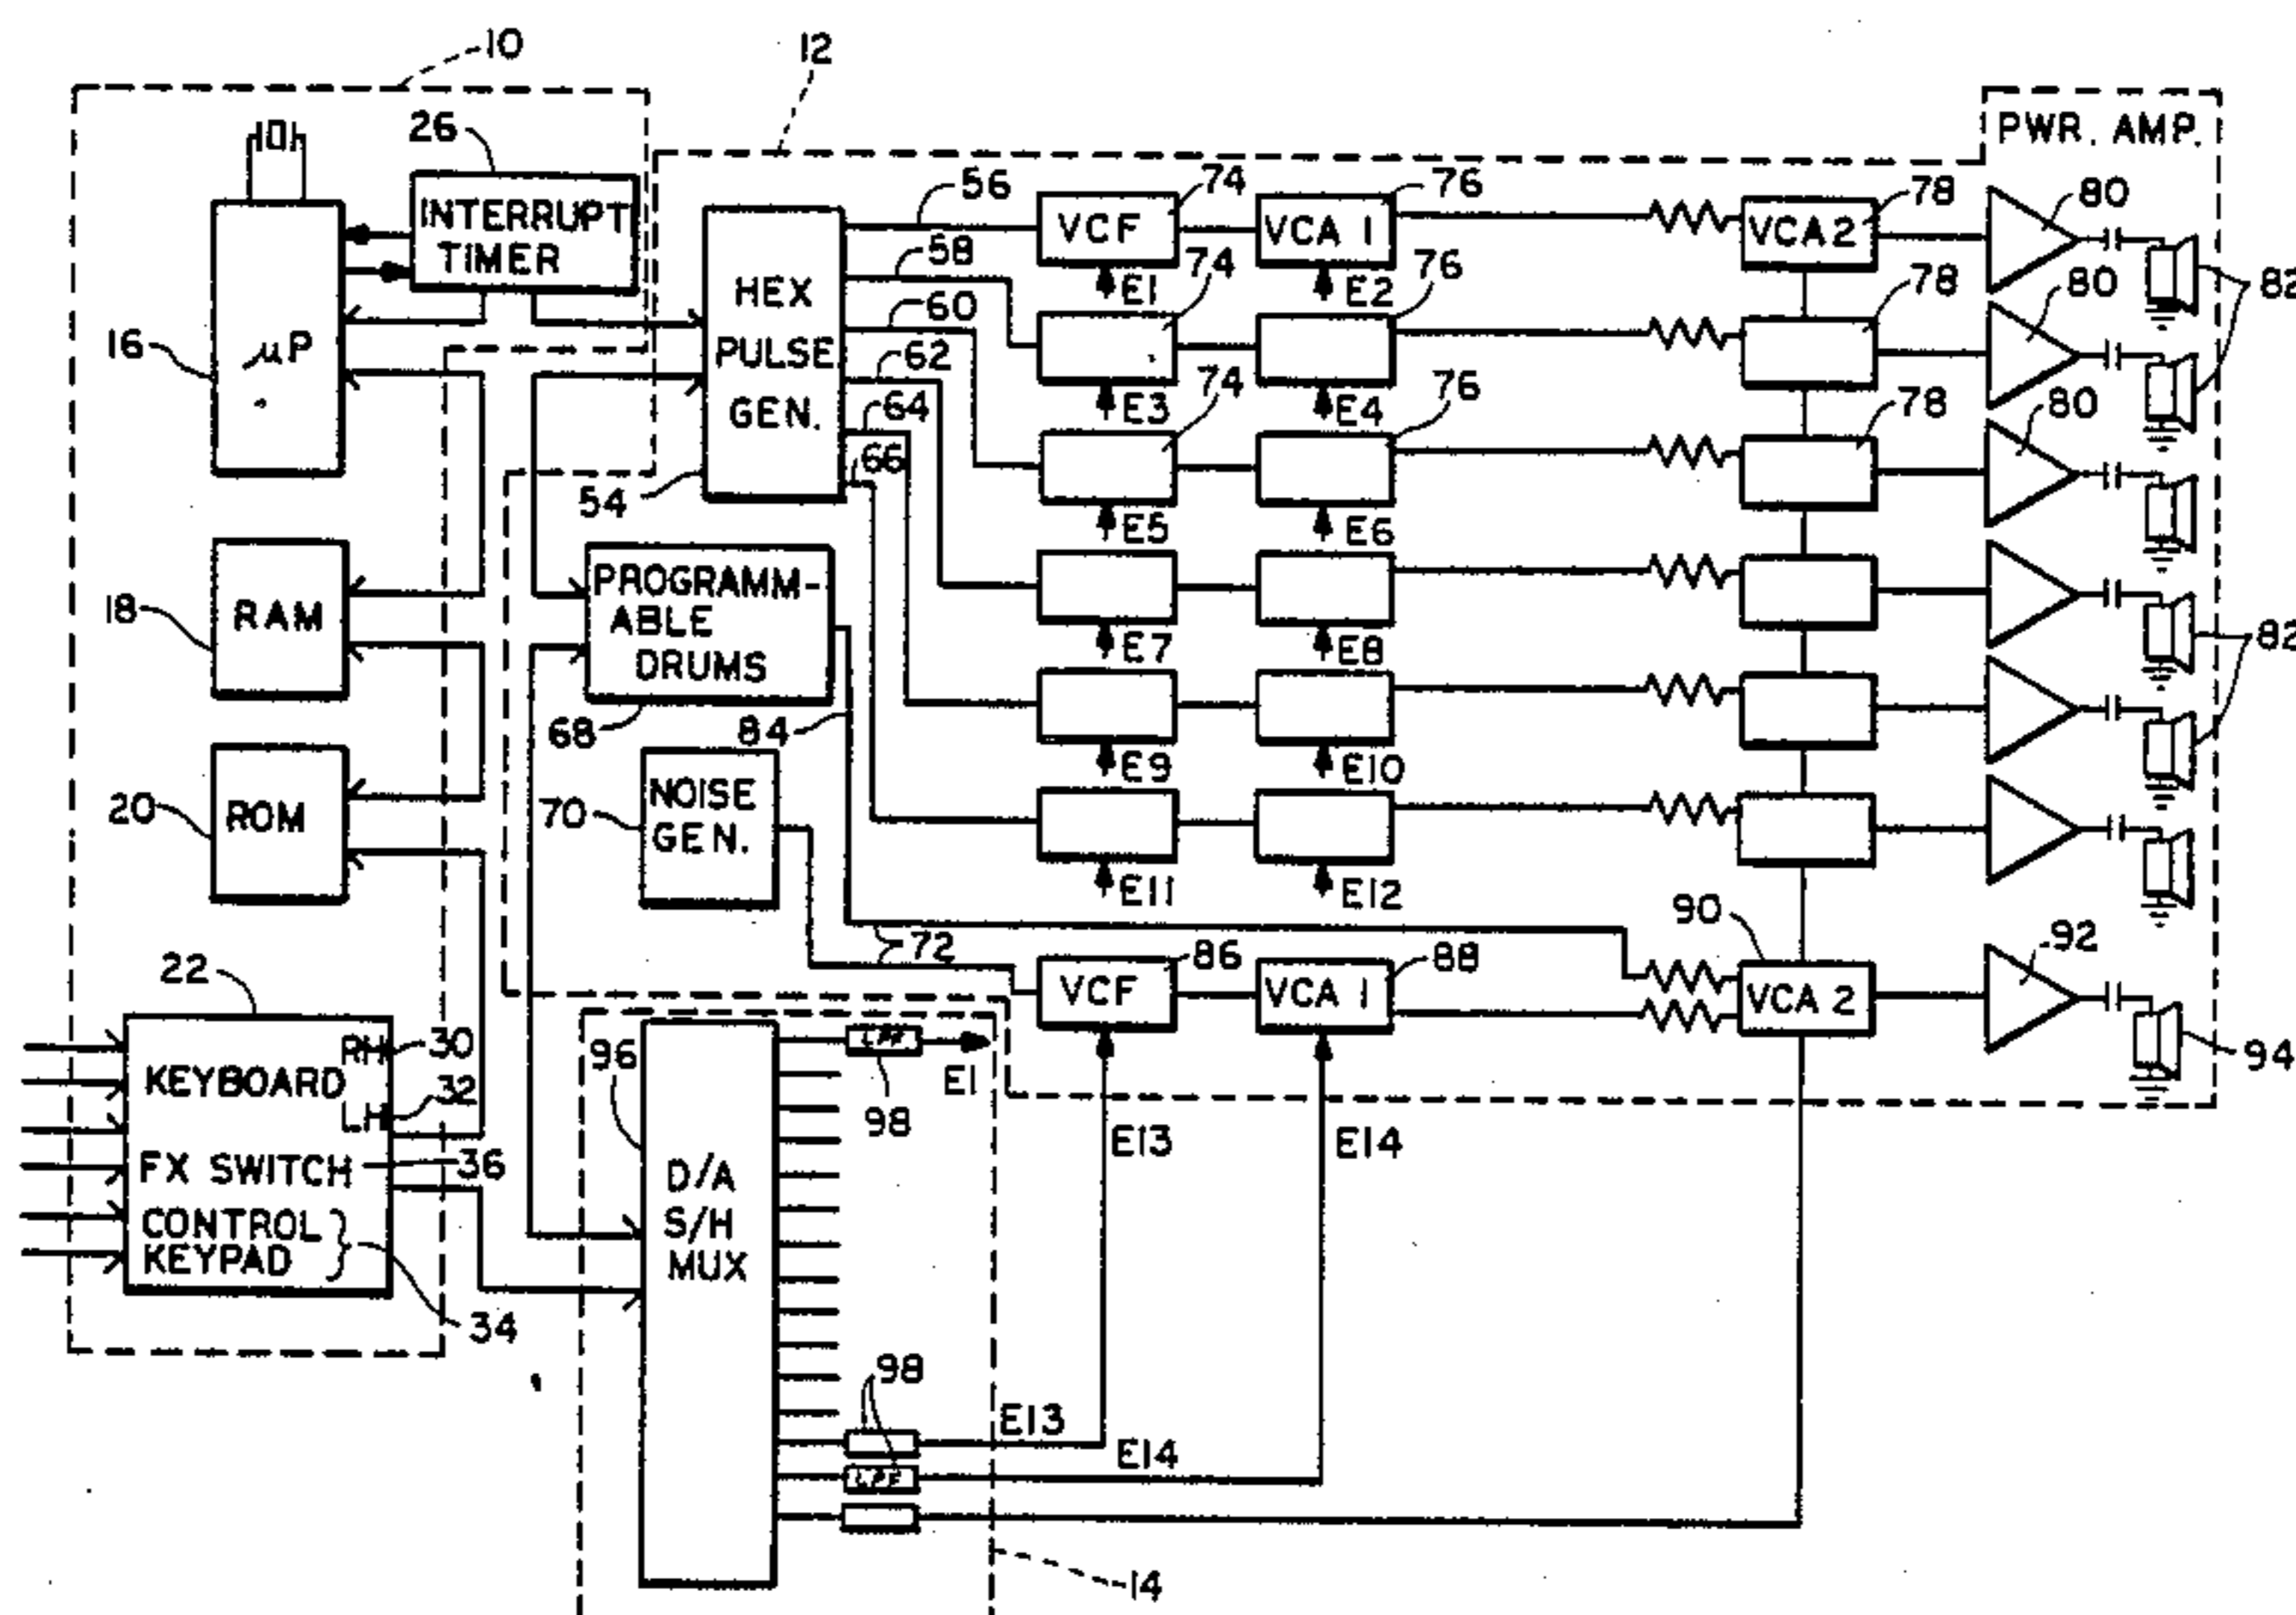 10
12
26
PWR. AMP.
INTERRUPT
TIMER
16
µP
HEX
PULSE
GEN.
54
56
58
60
62
64
66
VCF
74
VCA 1
76
VCA 2
78
80
82
E1
E2
74
76
78
80
E3
E4
74
76
78
80
E5
E6
E7
E8
82
E9
E10
E11
E12
18
RAM
PROGRAMM-
ABLE
DRUMS
68
84
20
ROM
70
NOISE
GEN.
72
VCF
86
VCA 1
88
90
VCA 2
92
94
22
KEYBOARD
RH
30
LH
32
FX SWITCH
36
CONTROL
KEYPAD
34
96
D/A
S/H
MUX
LPF
E1
98
E13
E14
98
E13
E14
LPF
14